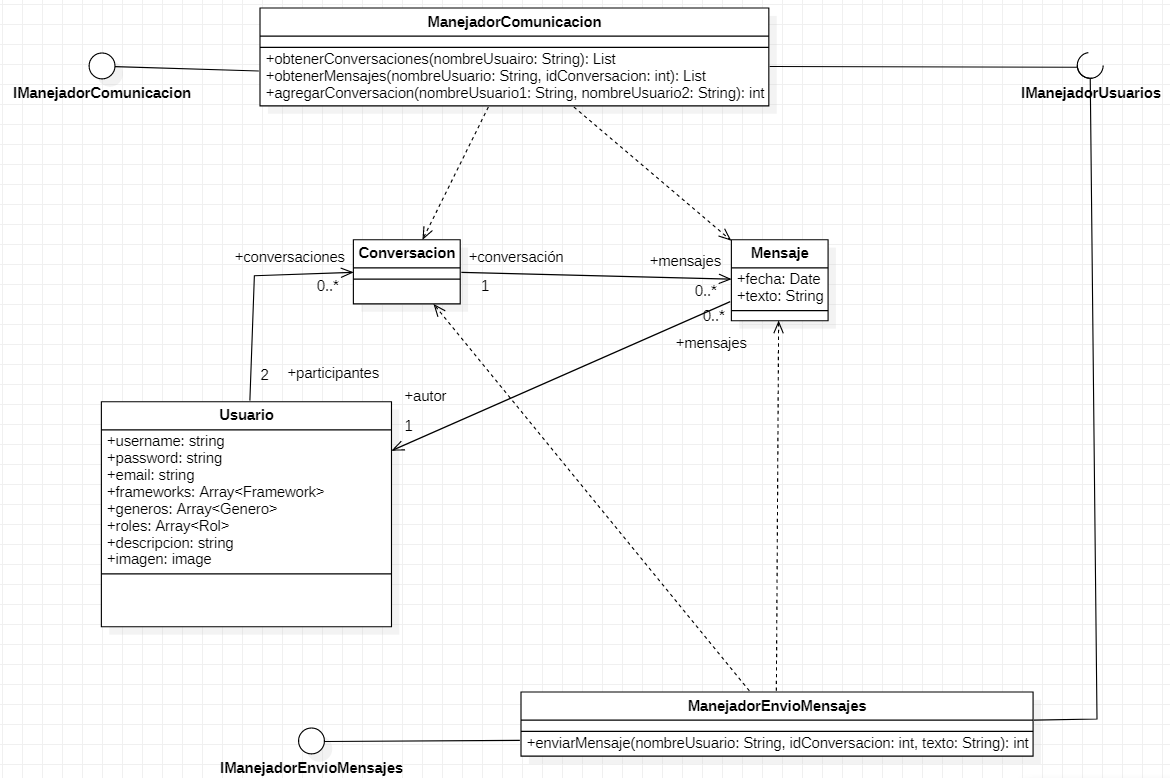 ManejadorComunicacion
+obtenerConversaciones(nombreUsuairo: String): List
+obtenerMensajes(nombreUsuario: String, idConversacion: int): List
+agregarConversacion(nombreUsuario1: String, nombreUsuario2: String): int
IManejadorComunicacion
IManejadorUsuarios
+conversaciones
0..*
Conversacion
+conversación
1
+mensajes
0..*
Mensaje
+fecha: Date
+texto: String
0..*
+mensajes
2
+participantes
+autor
1
Usuario
+username: string
+password: string
+email: string
+frameworks: Array<Framework>
+generos: Array<Genero>
+roles: Array<Rol>
+descripcion: string
+imagen: image
ManejadorEnvioMensajes
+enviarMensaje(nombreUsuario: String, idConversacion: int, texto: String): int
IManejadorEnvioMensajes